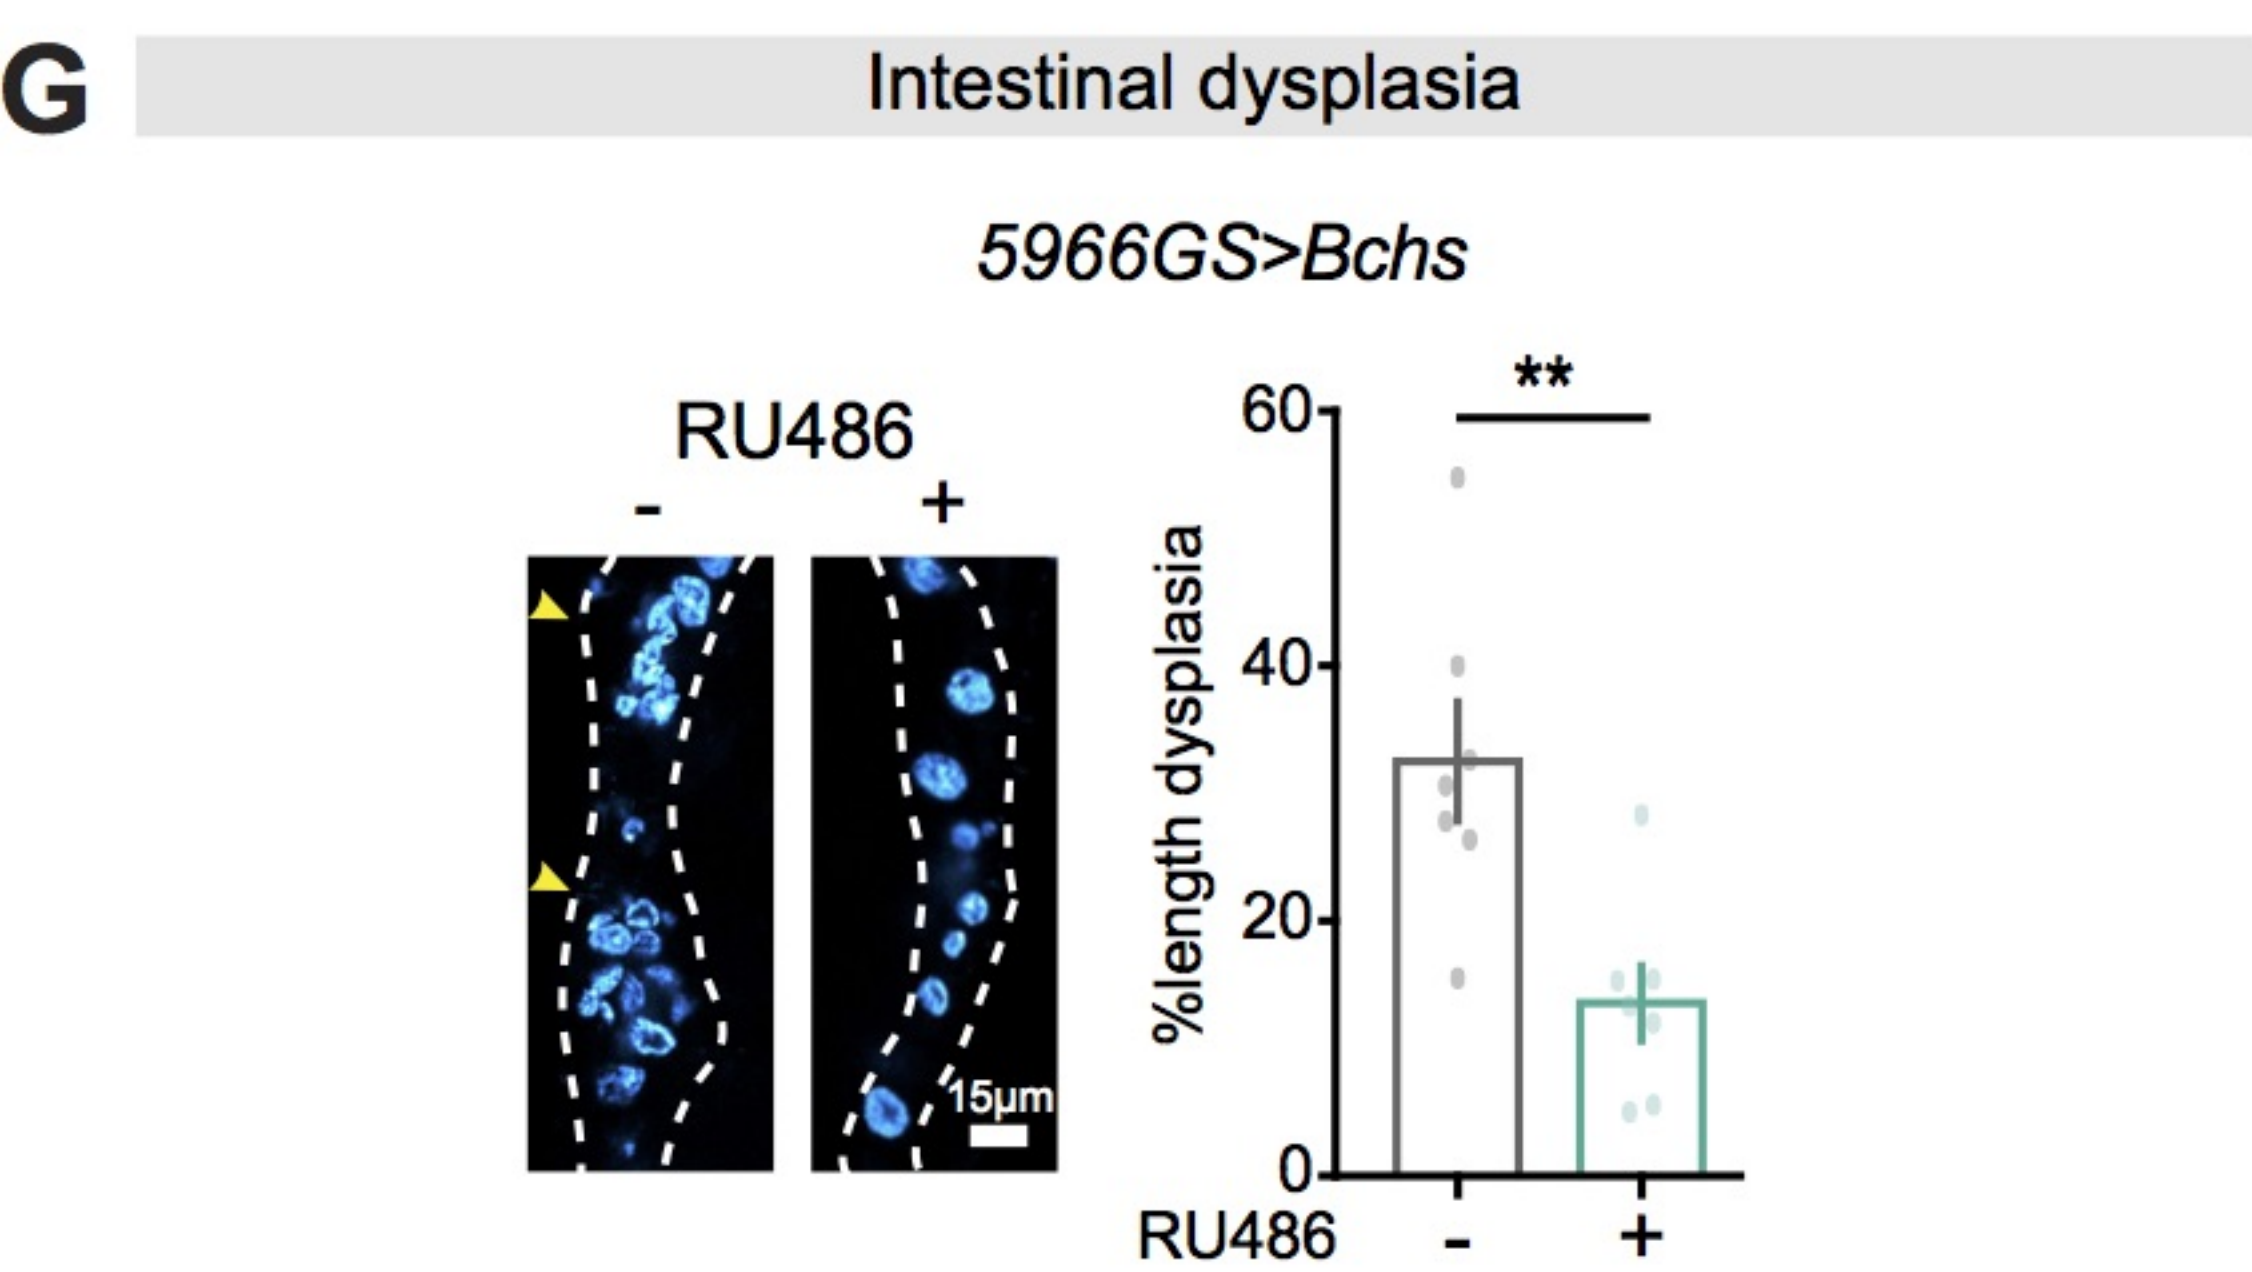 G
Intestinal dysplasia
5966GS>Bchs
RU486
- +
15µm
**
%length dysplasia
60
40
20
0
RU486 - +